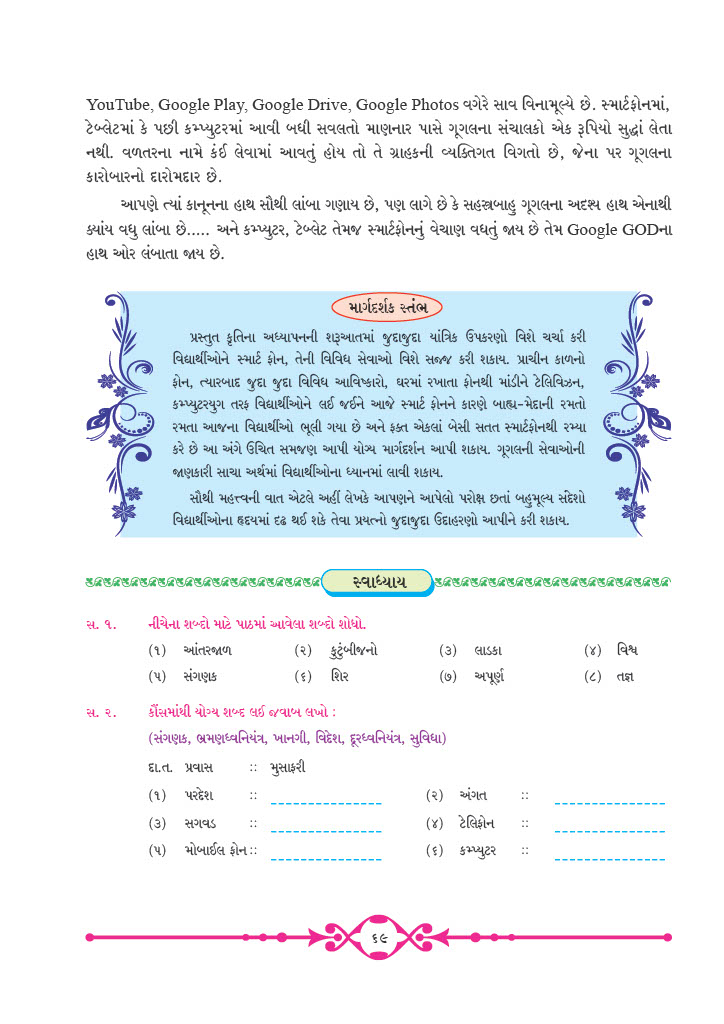 YouTube, Google Play, Google Drive, Google Photos વગેરે સાવ વિનામૂલ્યે છે. સ્માર્ટફોનમાં,
ટેબ્લેટમાં કે પછી કમ્પ્યુટરમાં આવી બધી સવલતો માણનાર પાસે ગૂગલના સંચાલકો એક રૂપિયો સુદ્ધાં લેતા
નથી. વળતરના નામે કંઈ લેવામાં આવતું હોય તો તે ગ્રાહકની વ્યક્તિગત વિગતો છે, જેના પર ગૂગલના
કારોબારનો દારોમદાર છે.
આપણે ત્યાં કાનૂનના હાથ સૌથી લાંબા ગણાય છે, પણ લાગે છે કે સહસ્ત્રબાહુ ગૂગલના અદશ્ય હાથ એનાથી
ક્યાંય વધુ લાંબા છે..... અને કમ્પ્યુટર, ટેબ્લેટ તેમજ સ્માર્ટફોનનું વેચાણ વધતું જાય છે તેમ Google GODના
હાથ ઓર લંબાતા જાય છે.
માર્ગદર્શક સ્તંભ
પ્રસ્તુત કૃતિના અધ્યાપનની શરૂઆતમાં જુદાજુદા યાંત્રિક ઉપકરણો વિશે ચર્ચા કરી
વિદ્યાર્થીઓને સ્માર્ટ ફોન, તેની વિવિધ સેવાઓ વિશે સજ્જ કરી શકાય. પ્રાચીન કાળનો
ફોન, ત્યારબાદ જુદા જુદા વિવિધ આવિષ્કારો, ઘરમાં રખાતા ફોનથી માંડીને ટેલિવિઝન,
કમ્પ્યુટરયુગ તરફ વિદ્યાર્થીઓને લઈ જઈને આજે સ્માર્ટ ફોનને કારણે બાહ્ય-મેદાની રમતો
રમતા આજના વિદ્યાર્થીઓ ભૂલી ગયા છે અને ફક્ત એકલાં બેસી સતત સ્માર્ટફોનથી રમ્યા
કરે છે આ અંગે ઉચિત સમજણ આપી યોગ્ય માર્ગદર્શન આપી શકાય. ગૂગલની સેવાઓની
જાણકારી સાચા અર્થમાં વિદ્યાર્થીઓના ધ્યાનમાં લાવી શકાય.
સૌથી મહત્ત્વની વાત એટલે અહીં લેખકે આપણને આપેલો પરોક્ષ છતાં બહુમૂલ્ય સંદેશો
વિદ્યાર્થીઓના હૃદયમાં દઢ થઈ શકે તેવા પ્રયત્નો જુદાજુદા ઉદાહરણો આપીને કરી શકાય.
સ્વાધ્યાય
સ. ૧. નીચેના શબ્દો માટે પાઠમાં આવેલા શબ્દો શોધો.
(૧) આંતરજાળ (૨) કુટુંબીજનો (૩) લાડકા (૪) વિશ્વ
(૫) સંગણક (૬) શિર (૭) અપૂર્ણ (૮) તજ્ઞ
સ. ૨. કૌંસમાંથી યોગ્ય શબ્દ લઈ જવાબ લખો :
(સંગણક, ભ્રમણધ્વનિયંત્ર, ખાનગી, વિદેશ, દૂરધ્વનિયંત્ર, સુવિધા)
દા.ત. પ્રવાસ :: મુસાફરી
(૧) પરદેશ :: ____________ (૨) અંગત :: ____________
(૩) સગવડ :: ____________ (૪) ટેલિફોન :: ____________
(૫) મોબાઈલ ફોન :: ____________ (૬) કમ્પ્યુટર :: ____________
૬૯